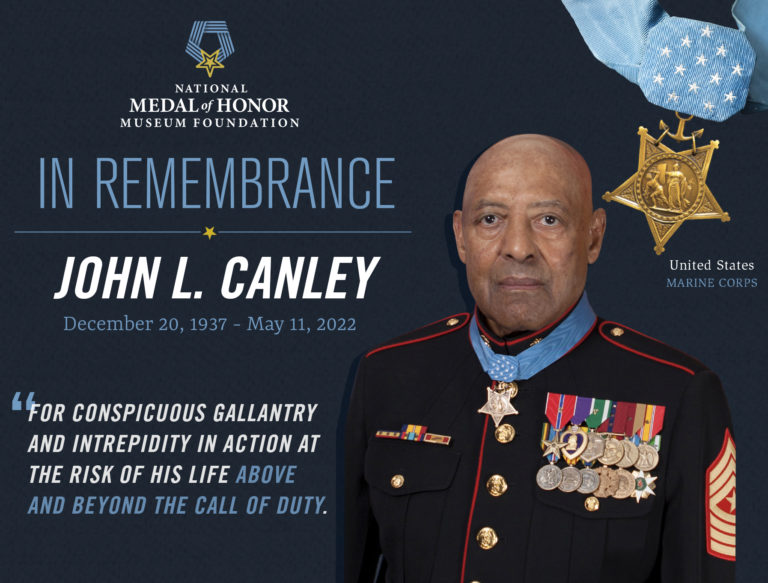 NATIONAL
MEDAL of HONOR
MUSEUM FOUNDATION
IN REMEMBRANCE
JOHN L. CANLEY
December 20, 1937 - May 11, 2022
“FOR CONSPICUOUS GALLANTRY
AND INTREPIDITY IN ACTION AT
THE RISK OF HIS LIFE ABOVE
AND BEYOND THE CALL OF DUTY.
United States
MARINE CORPS